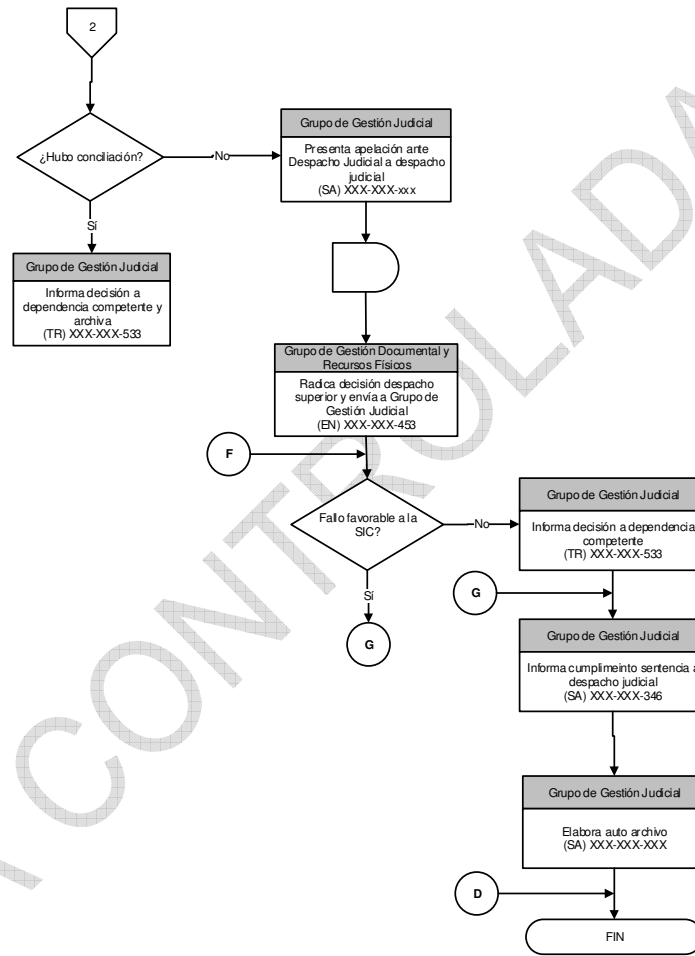 2
¿Hubo conciliación?
No
Sí
Grupo de Gestión Judicial
Presenta apelación ante
Despacho Judicial a despacho
judicial
(SA) XXX-XXX-xxx
Grupo de Gestión Judicial
Informa decisión a
dependencia competente y
archiva
(TR) XXX-XXX-533
Grupo de Gestión Documental y
Recursos Físicos
Radica decisión despacho
superior y envía a Grupo de
Gestión Judicial
(EN) XXX-XXX-453
F
Fallo favorable a la
SIC?
No
Sí
G
Grupo de Gestión Judicial
Informa decisión a dependencia
competente
(TR) XXX-XXX-533
G
Grupo de Gestión Judicial
Informa cumplimeinto sentencia a
despacho judicial
(SA) XXX-XXX-346
Grupo de Gestión Judicial
Elabora auto archivo
(SA) XXX-XXX-XXX
D
FIN
A CONTROLADA